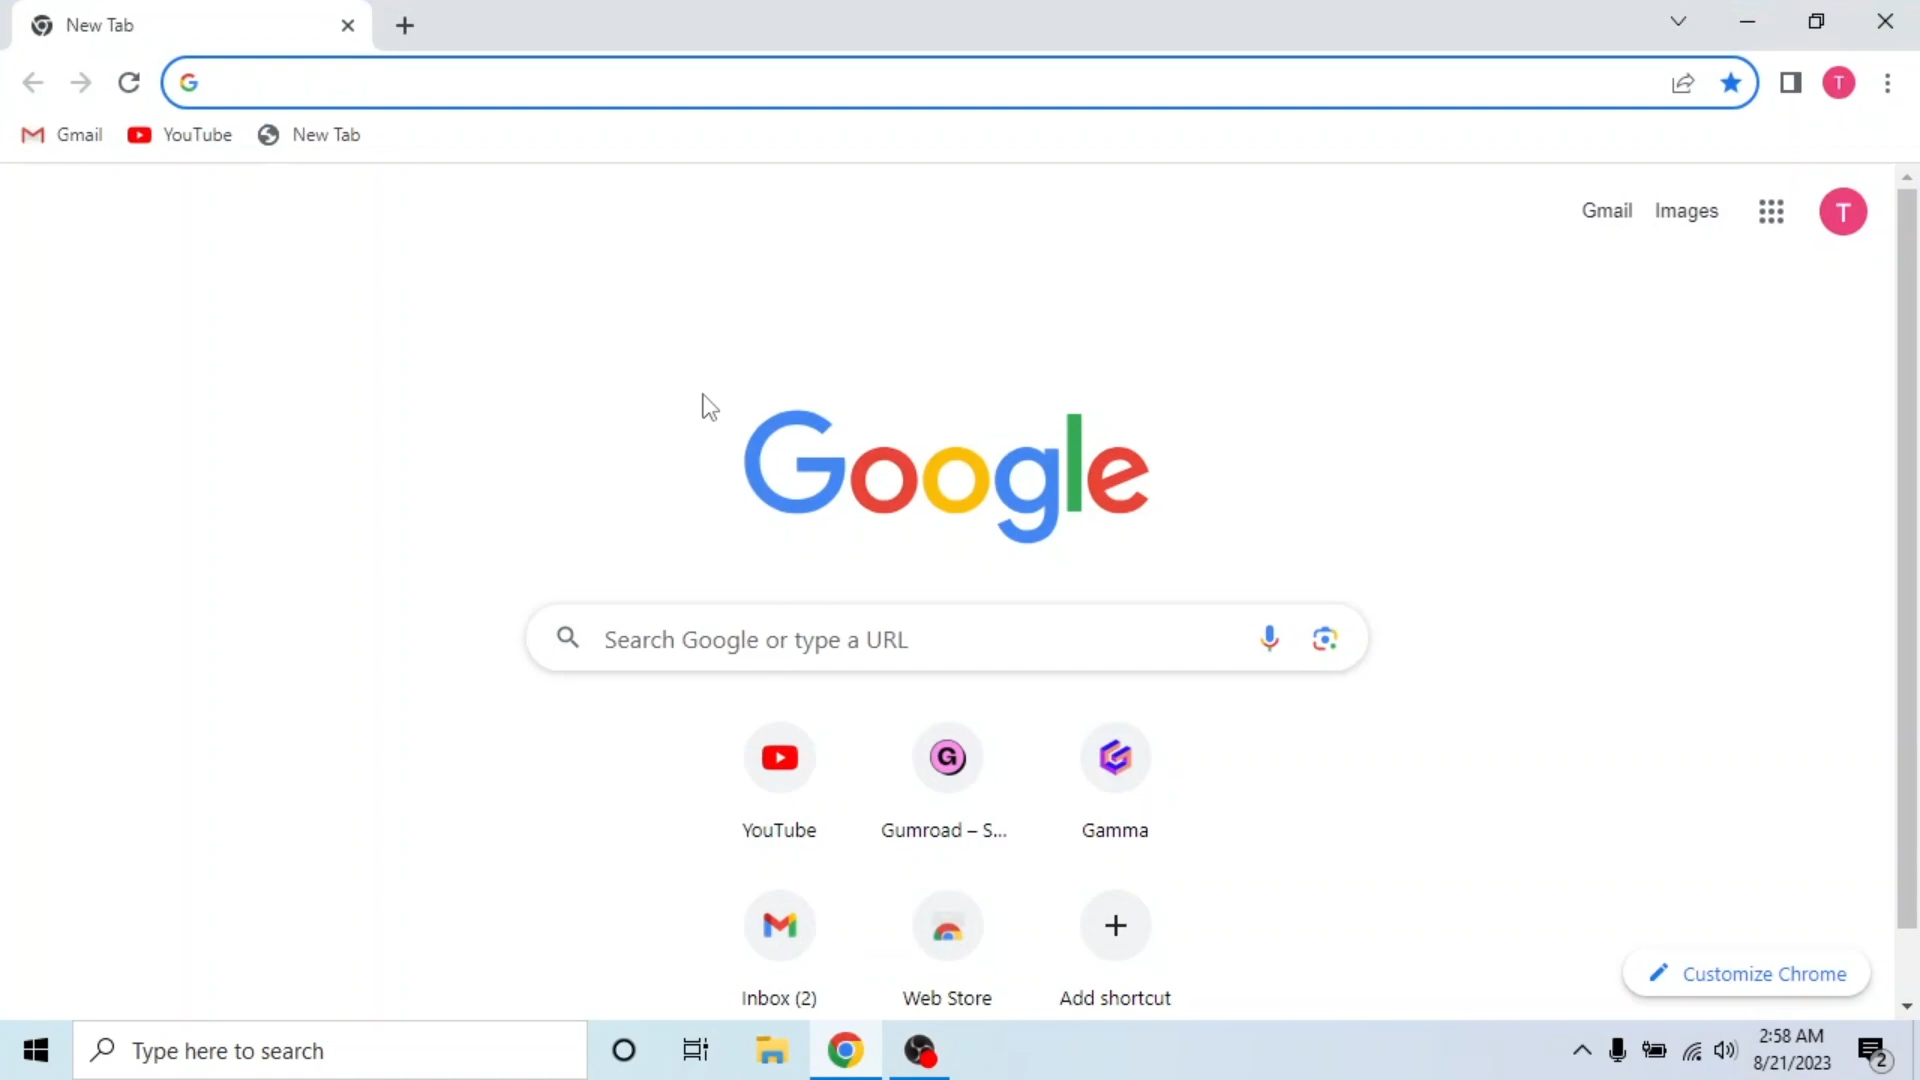 New Tab
Gmail YouTube New Tab
Gmail Images T
T
Google
Search Google or type a URL
G
YouTube Gumroad – S... Gamma
Inbox (2) Web Store Add shortcut
Customize Chrome
Type here to search
2:58 AM
8/21/2023
2